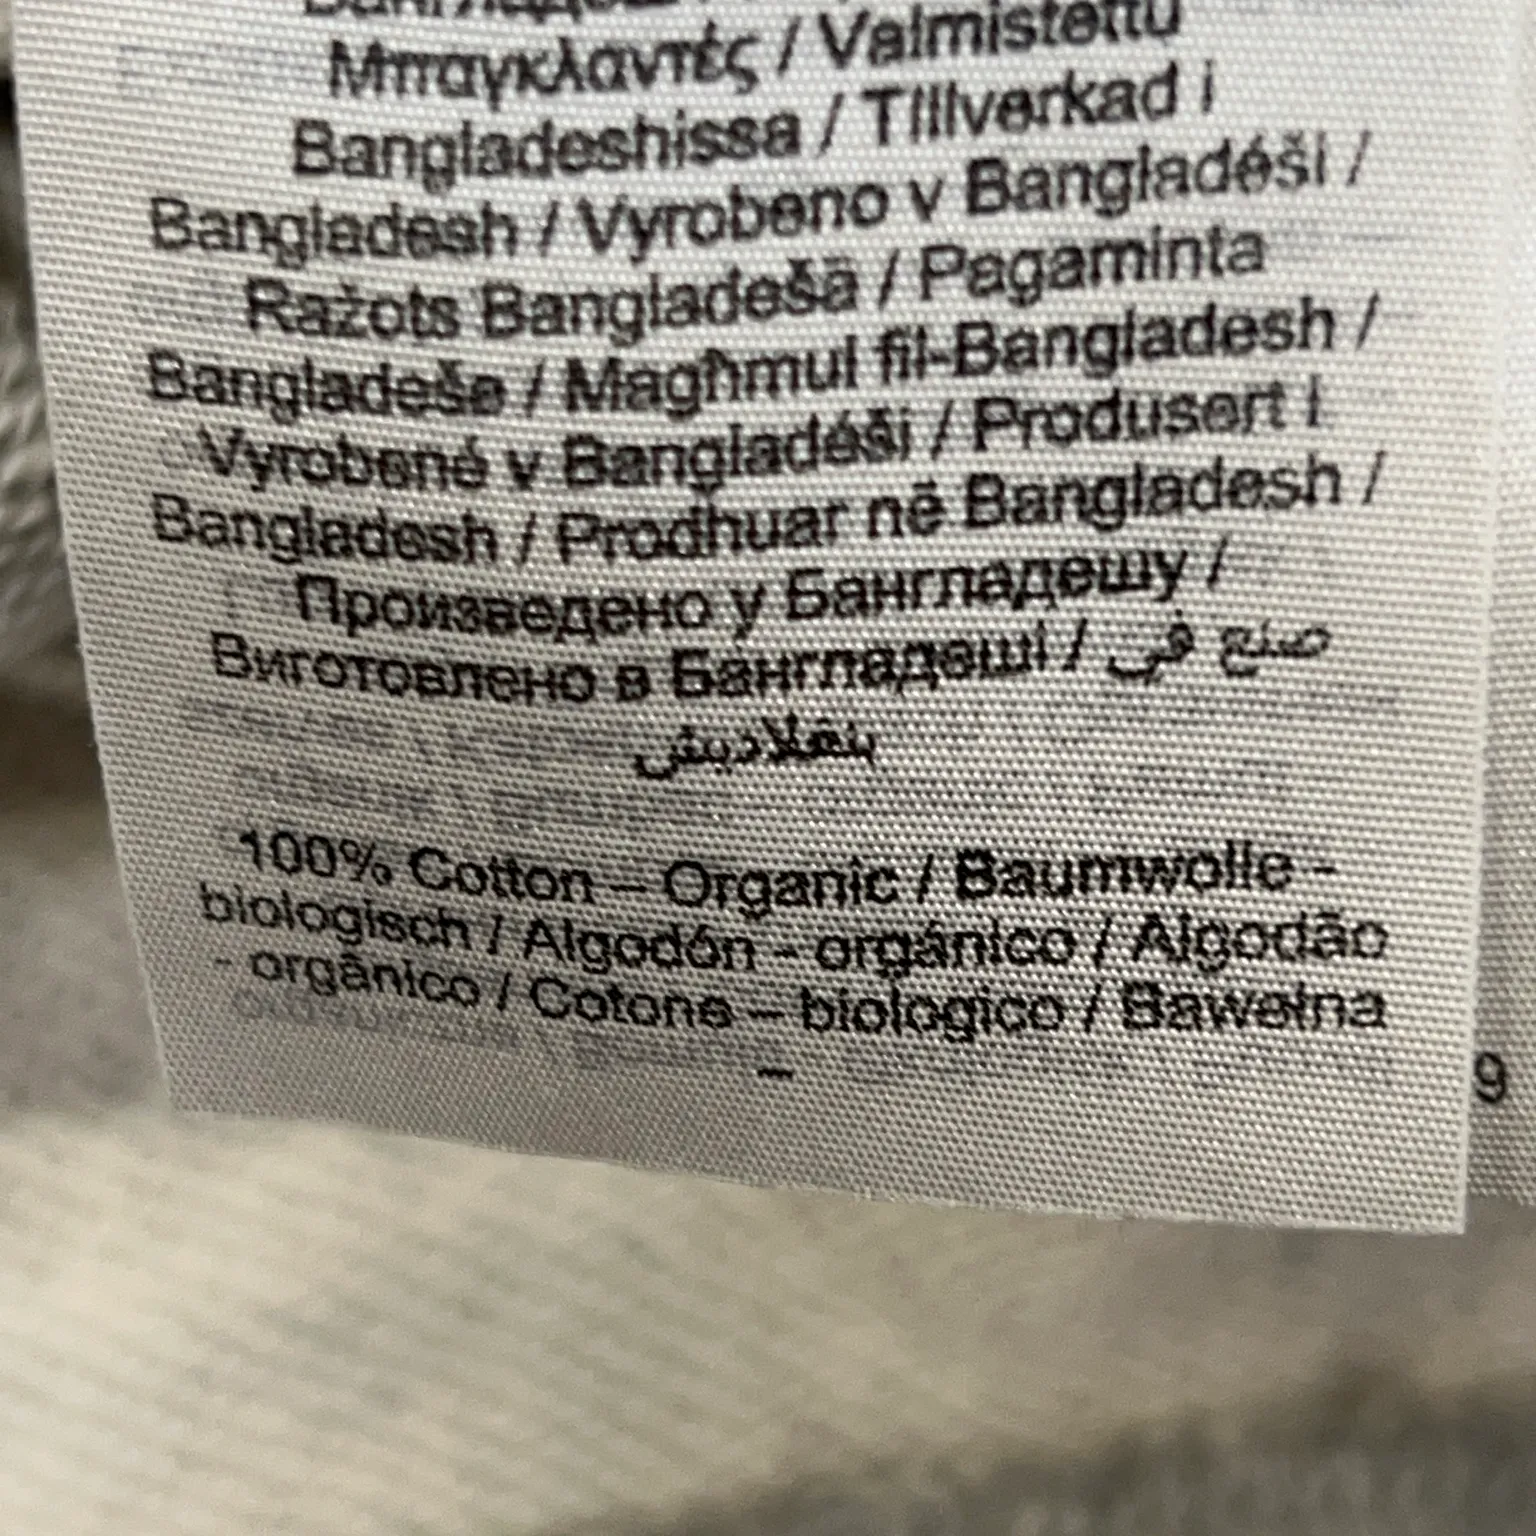 Μπαγκλαντές / Valmistettu
Bangladeshissa / Tillverkad i
Bangladesh / Vyrobeno v Bangladéši /
Ražots Bangladešā / Pagaminta
Bangladeše / Magħmul fil-Bangladesh /
Vyrobené v Bangladéši / Produsert i
Bangladesh / Prodhuar në Bangladesh /
Произведено у Бангладешу /
Виготовлено в Бангладеші / صنع في
بنغلاديش
100% Cotton – Organic / Baumwolle -
biologisch / Algodón - orgánico / Algodão
- orgânico / Cotone – biologico / Bawełna
–
9